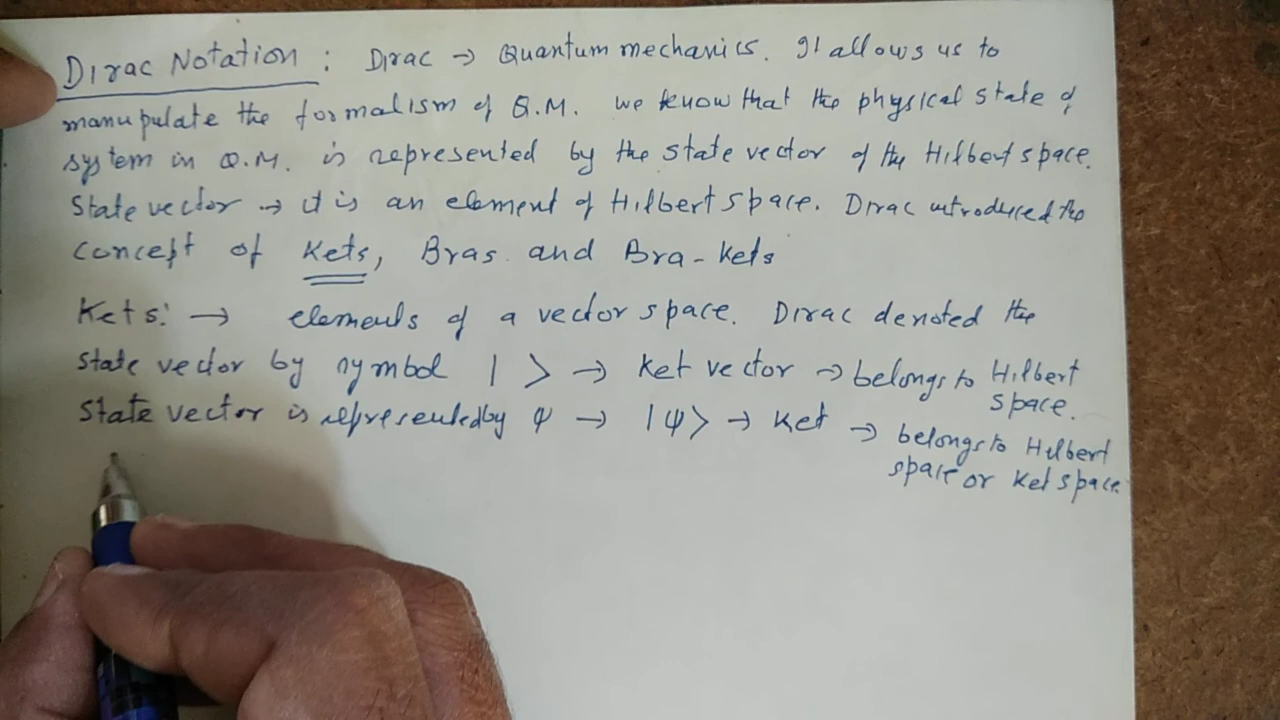 Dirac Notation : Dirac → Quantum mechanics. It allows us to
manupulate the formalism of Q.M. we know that the physical state of
system in Q.M. is represented by the state vector of the Hilbert space.
State vector → it is an element of Hilbert space. Dirac introduced the
concept of Kets, Bras and Bra-kets
Kets: → elements of a vector space. Dirac denoted the
state vector by symbol | > → Ket vector → belongs to Hilbert
space.
State vector is represented by ψ → |ψ> → Ket → belongs to Hilbert
space or Ket space